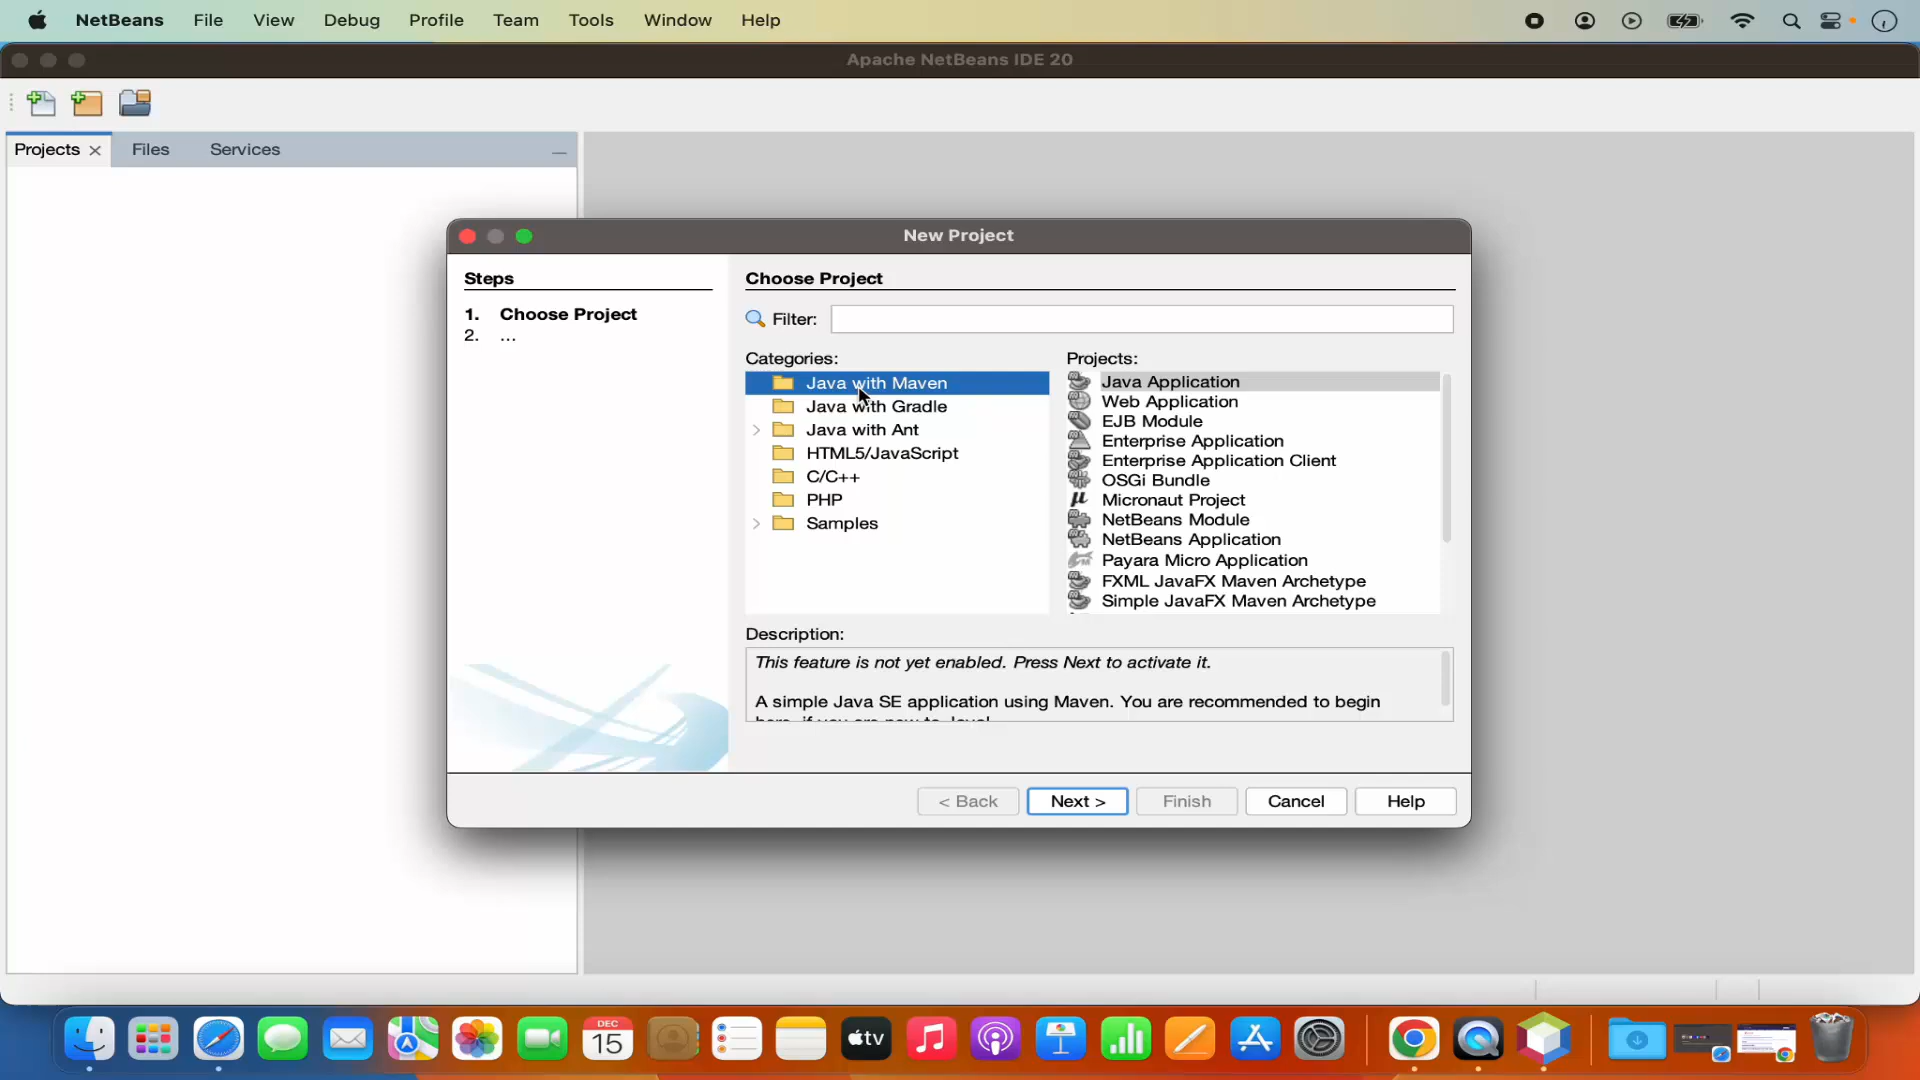 NetBeans File View Debug Profile Team Tools Window Help
Apache NetBeans IDE 20
Projects Files Services
New Project
Steps
1. Choose Project
2. ...
Choose Project
Filter:
Categories:
Java with Maven
Java with Gradle
Java with Ant
HTML5/JavaScript
C/C++
PHP
Samples
Projects:
Java Application
Web Application
EJB Module
Enterprise Application
Enterprise Application Client
OSGi Bundle
Micronaut Project
NetBeans Module
NetBeans Application
Payara Micro Application
FXML JavaFX Maven Archetype
Simple JavaFX Maven Archetype
Description:
This feature is not yet enabled. Press Next to activate it.
A simple Java SE application using Maven. You are recommended to begin
< Back Next > Finish Cancel Help
DEC
15
tv